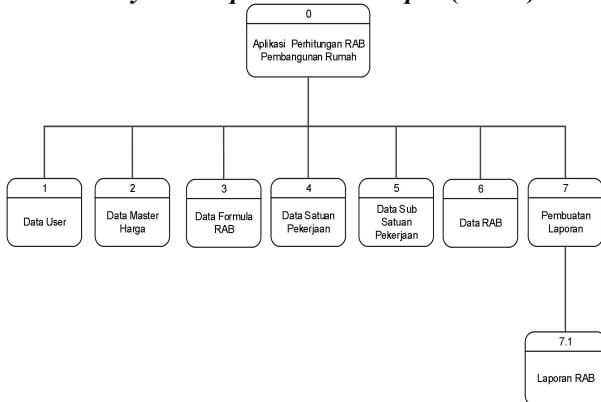 0
Aplikasi Perhitungan RAB
Pembangunan Rumah
1
Data User
2
Data Master
Harga
3
Data Formula
RAB
4
Data Satuan
Pekerjaan
5
Data Sub
Satuan
Pekerjaan
6
Data RAB
7
Pembuatan
Laporan
7.1
Laporan RAB